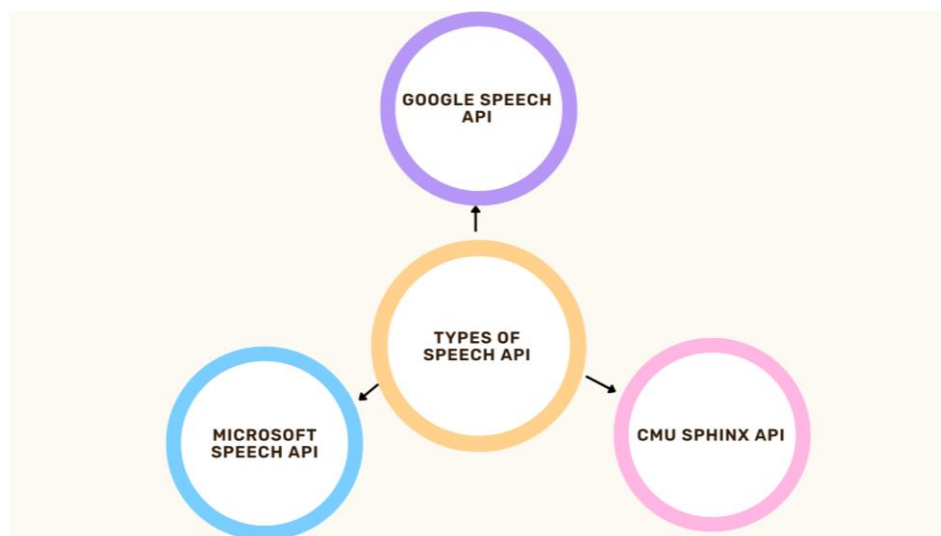 GOOGLE SPEECH
API
TYPES OF
SPEECH API
MICROSOFT
SPEECH API
CMU SPHINX API